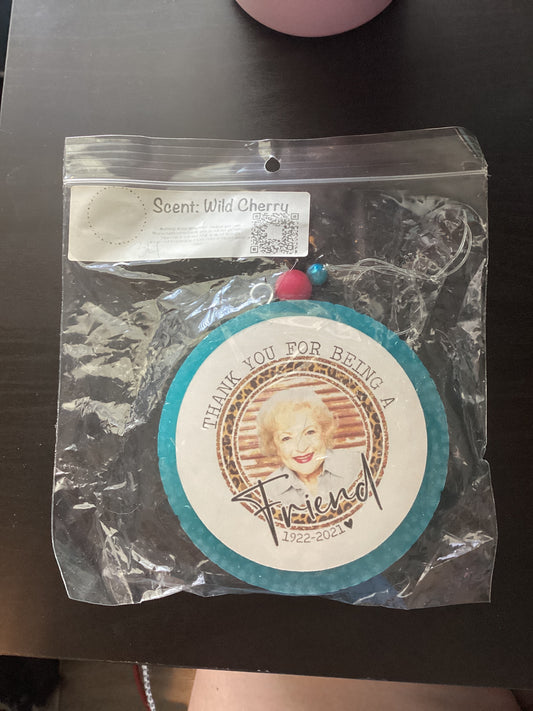 Scent: Wild Cherry
THANK YOU FOR BEING A
Friend
1922-2021